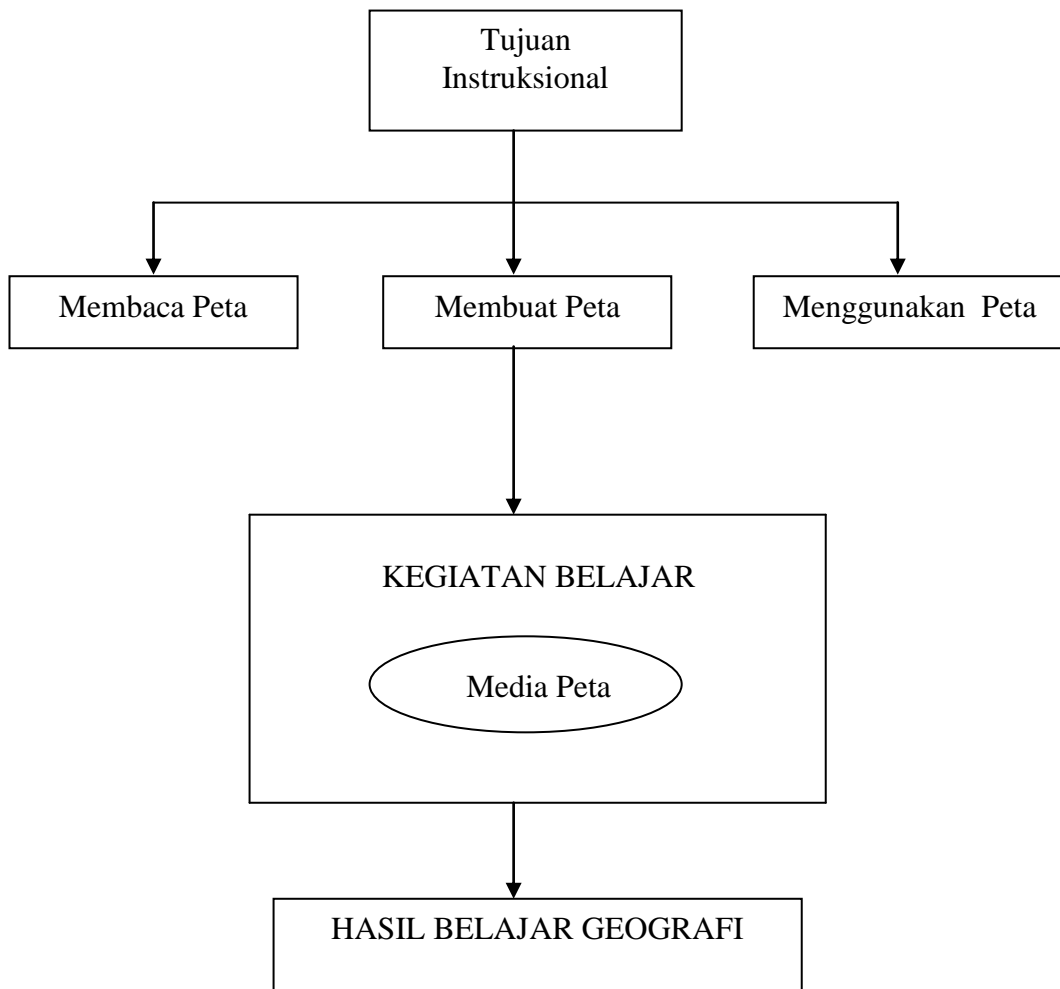 Tujuan
Instruksional
Membaca Peta
Membuat Peta
Menggunakan Peta
KEGIATAN BELAJAR
Media Peta
HASIL BELAJAR GEOGRAFI